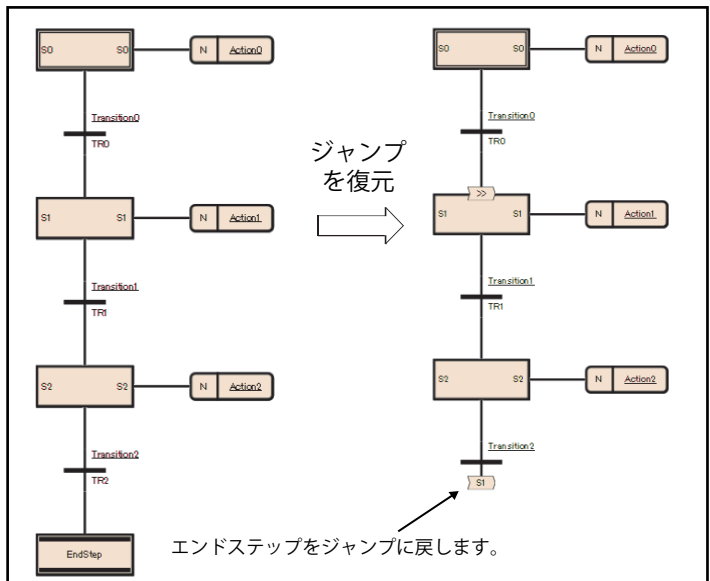 S0 S0 N Action0
Transition0
TR0
S1 S1 N Action1
Transition1
TR1
S2 S2 N Action2
Transition2
TR2
EndStep
ジャンプ
を復元
S0 S0 N Action0
Transition0
TR0
>>
S1 S1 N Action1
Transition1
TR1
S2 S2 N Action2
Transition2
S1
エンドステップをジャンプに戻します。